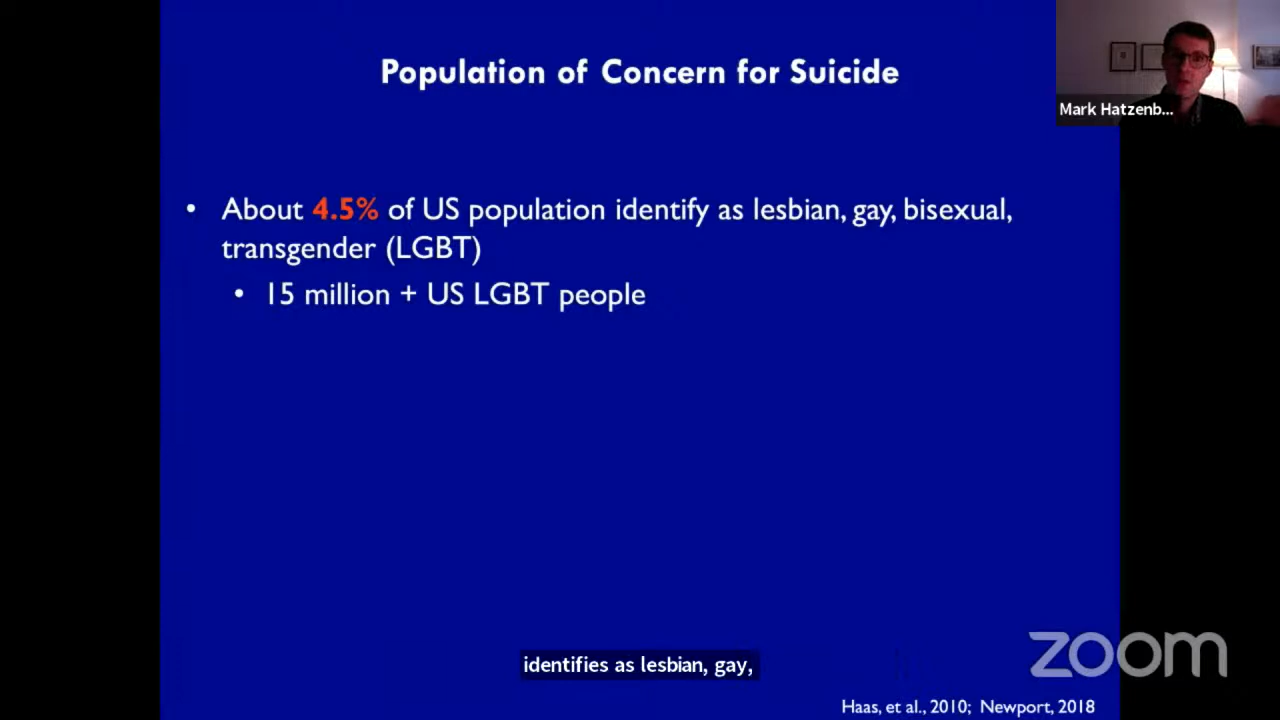 Population of Concern for Suicide
Mark Hatzenb...
• About 4.5% of US population identify as lesbian, gay, bisexual,
transgender (LGBT)
• 15 million + US LGBT people
identifies as lesbian, gay,
zoom
Haas, et al., 2010; Newport, 2018